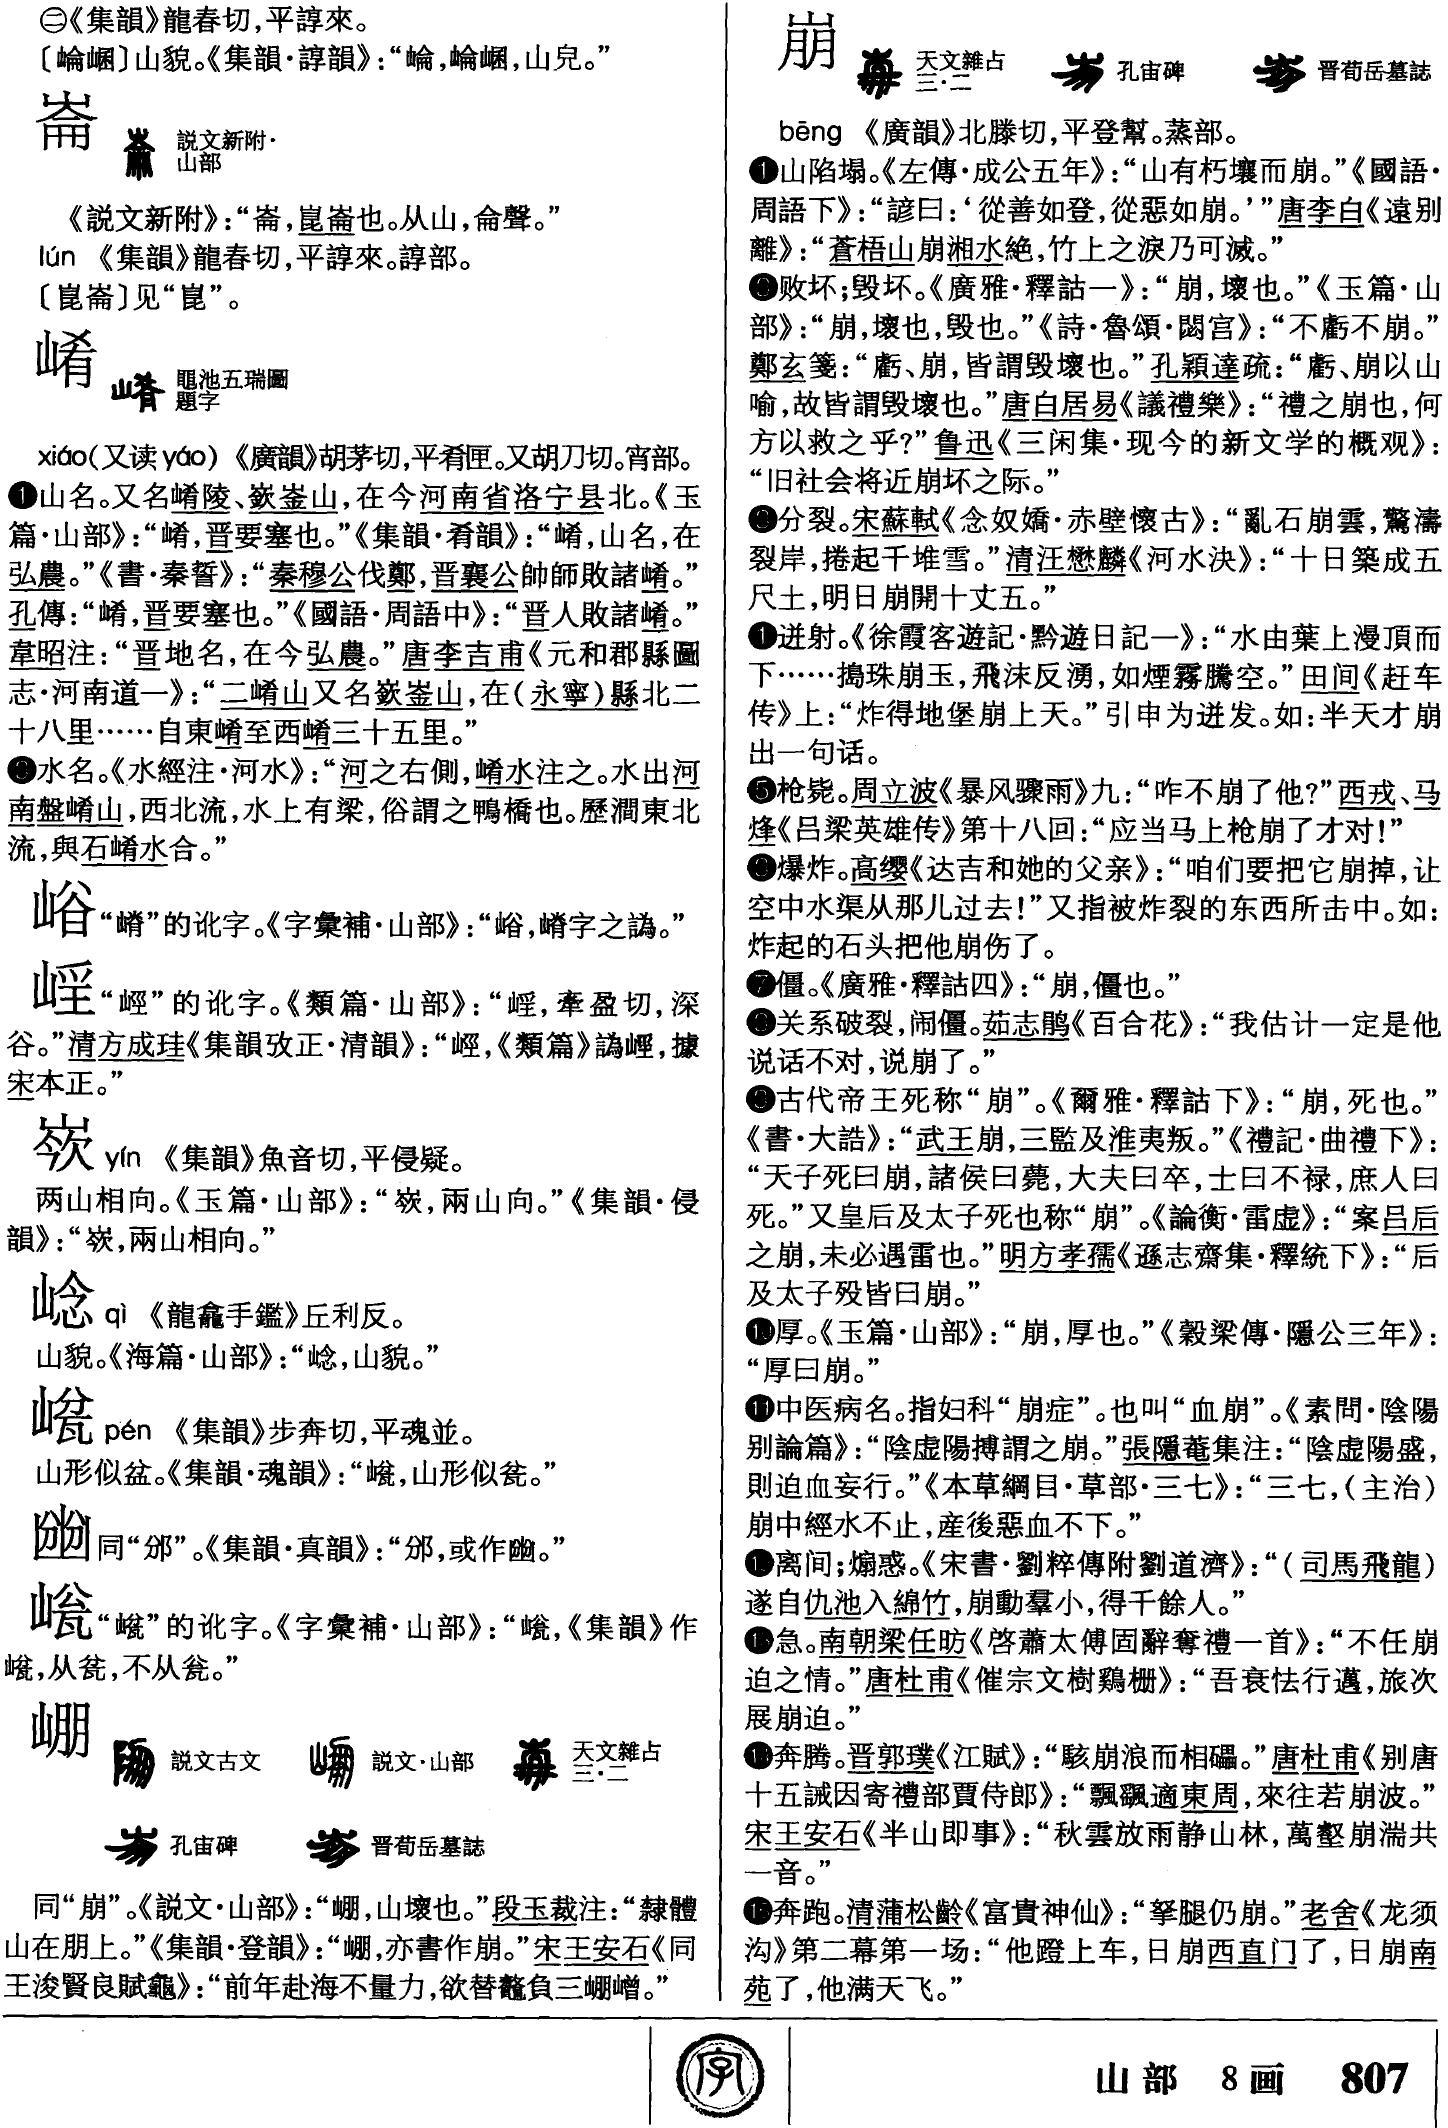 ㊁《集韻》龍春切,平諄來。
〔崘崓〕山貌。《集韻·諄韻》:“崘,崘崓,山皃。”
崙
説文新附·
山部
《説文新附》:“崙,崑崙也。从山,侖聲。”
lún 《集韻》龍春切,平諄來。諄部。
〔崑崙〕见“崑”。
崤
黽池五瑞圖
題字
xiáo(又读yáo) 《廣韻》胡茅切,平肴匣。又胡刀切。宵部。
❶山名。又名崤陵、嶔崟山,在今河南省洛宁县北。《玉
篇·山部》:“崤,晋要塞也。”《集韻·肴韻》:“崤,山名,在
弘農。”《書·秦誓》:“秦穆公伐鄭,晋襄公帥師敗諸崤。”
孔傳:“崤,晋要塞也。”《國語·周語中》:“晋人敗諸崤。”
韋昭注:“晋地名,在今弘農。”唐李吉甫《元和郡縣圖
志·河南道一》:“二崤山又名嶔崟山,在(永寧)縣北二
十八里……自東崤至西崤三十五里。”
❷水名。《水經注·河水》:“河之右側,崤水注之。水出河
南盤崤山,西北流,水上有梁,俗謂之鴨橋也。歷澗東北
流,與石崤水合。”
“嵴”的讹字。《字彙補·山部》:“峪,嵴字之譌。”
“崼”的讹字。《類篇·山部》:“崼,牽盈切,深
谷。”清方成珪《集韻攷正·清韻》:“𡹘,《類篇》譌崼,據
宋本正。”
yín 《集韻》魚音切,平侵疑。
两山相向。《玉篇·山部》:“㟴,兩山向。”《集韻·侵
韻》:“㟴,兩山相向。”
崉 qì 《龍龕手鑑》丘利反。
山貌。《海篇·山部》:“崉,山貌。”
pén 《集韻》步奔切,平魂並。
山形似盆。《集韻·魂韻》:“㟺,山形似瓫。”
豳 同“邠”。《集韻·真韻》:“邠,或作豳。”
“㟺”的讹字。《字彙補·山部》:“㟺,《集韻》作
㟺,从瓫,不从瓮。”
㟟
説文古文
説文·山部
天文雜占
三·二
孔宙碑
晋荀岳墓誌
同“崩”。《説文·山部》:“㟟,山壞也。”段玉裁注:“隸體
山在朋上。”《集韻·登韻》:“㟟,亦書作崩。”宋王安石《同
王浚賢良賦龜》:“前年赴海不量力,欲替鼇負三㟟嶒。”
崩
天文雜占
三·二
孔宙碑
晋荀岳墓誌
bēng 《廣韻》北滕切,平登幫。蒸部。
❶山陷塌。《左傳·成公五年》:“山有朽壤而崩。”《國語·
周語下》:“諺曰:‘從善如登,從惡如崩。’”唐李白《遠别
離》:“蒼梧山崩湘水絶,竹上之淚乃可滅。”
❷败坏;毁坏。《廣雅·釋詁一》:“崩,壞也。”《玉篇·山
部》:“崩,壞也,毁也。”《詩·魯頌·閟宫》:“不虧不崩。”
鄭玄箋:“虧、崩,皆謂毁壞也。”孔穎達疏:“虧、崩以山
喻,故皆謂毁壞也。”唐白居易《議禮樂》:“禮之崩也,何
方以救之乎?”鲁迅《三闲集·现今的新文学的概观》:
“旧社会将近崩坏之际。”
❸分裂。宋蘇軾《念奴嬌·赤壁懷古》:“亂石崩雲,驚濤
裂岸,捲起千堆雪。”清汪懋麟《河水決》:“十日築成五
尺土,明日崩開十丈五。”
❹迸射。《徐霞客遊記·黔遊日記一》:“水由葉上漫頂而
下……搗珠崩玉,飛沫反湧,如煙霧騰空。”田间《赶车
传》上:“炸得地堡崩上天。”引申为迸发。如:半天才崩
出一句话。
❺枪毙。周立波《暴风骤雨》九:“咋不崩了他?”西戎、马
烽《吕梁英雄传》第十八回:“应当马上枪崩了才对!”
❻爆炸。高缨《达吉和她的父亲》:“咱们要把它崩掉,让
空中水渠从那儿过去!”又指被炸裂的东西所击中。如:
炸起的石头把他崩伤了。
❼僵。《廣雅·釋詁四》:“崩,僵也。”
❽关系破裂,闹僵。茹志鹃《百合花》:“我估计一定是他
说话不对,说崩了。”
❾古代帝王死称“崩”。《爾雅·釋詁下》:“崩,死也。”
《書·大誥》:“武王崩,三監及淮夷叛。”《禮記·曲禮下》:
“天子死曰崩,諸侯曰薨,大夫曰卒,士曰不禄,庶人曰
死。”又皇后及太子死也称“崩”。《論衡·雷虚》:“案吕后
之崩,未必遇雷也。”明方孝孺《遜志齋集·釋統下》:“后
及太子殁皆曰崩。”
❿厚。《玉篇·山部》:“崩,厚也。”《穀梁傳·隱公三年》:
“厚曰崩。”
⓫中医病名。指妇科“崩症”。也叫“血崩”。《素問·陰陽
别論篇》:“陰虚陽搏謂之崩。”張隱菴集注:“陰虚陽盛,
則迫血妄行。”《本草綱目·草部·三七》:“三七,(主治)
崩中經水不止,産後惡血不下。”
⓬离间;煽惑。《宋書·劉粹傳附劉道濟》:“(司馬飛龍)
遂自仇池入綿竹,崩動羣小,得千餘人。”
⓭急。南朝梁任昉《啓蕭太傅固辭奪禮一首》:“不任崩
迫之情。”唐杜甫《催宗文樹鷄栅》:“吾衰怯行邁,旅次
展崩迫。”
⓮奔腾。晋郭璞《江賦》:“駭崩浪而相礧。”唐杜甫《别唐
十五誡因寄禮部賈侍郎》:“飄飖適東周,來往若崩波。”
宋王安石《半山即事》:“秋雲放雨静山林,萬壑崩湍共
一音。”
⓯奔跑。清蒲松齡《富貴神仙》:“拏腿仍崩。”老舍《龙须
沟》第二幕第一场:“他蹬上车,日崩西直门了,日崩南
苑了,他满天飞。”
字
山部 8画 807